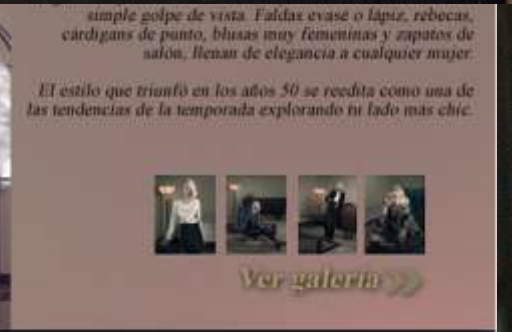 simple golpe de vista. Faldas evasé o lápiz, rebecas,
cárdigans de punto, blusas muy femeninas y zapatos de
salón, llenan de elegancia a cualquier mujer.
El estilo que triunfó en los años 50 se reedita como una de
las tendencias de la temporada explorando tu lado más chic.
Ver galería >>